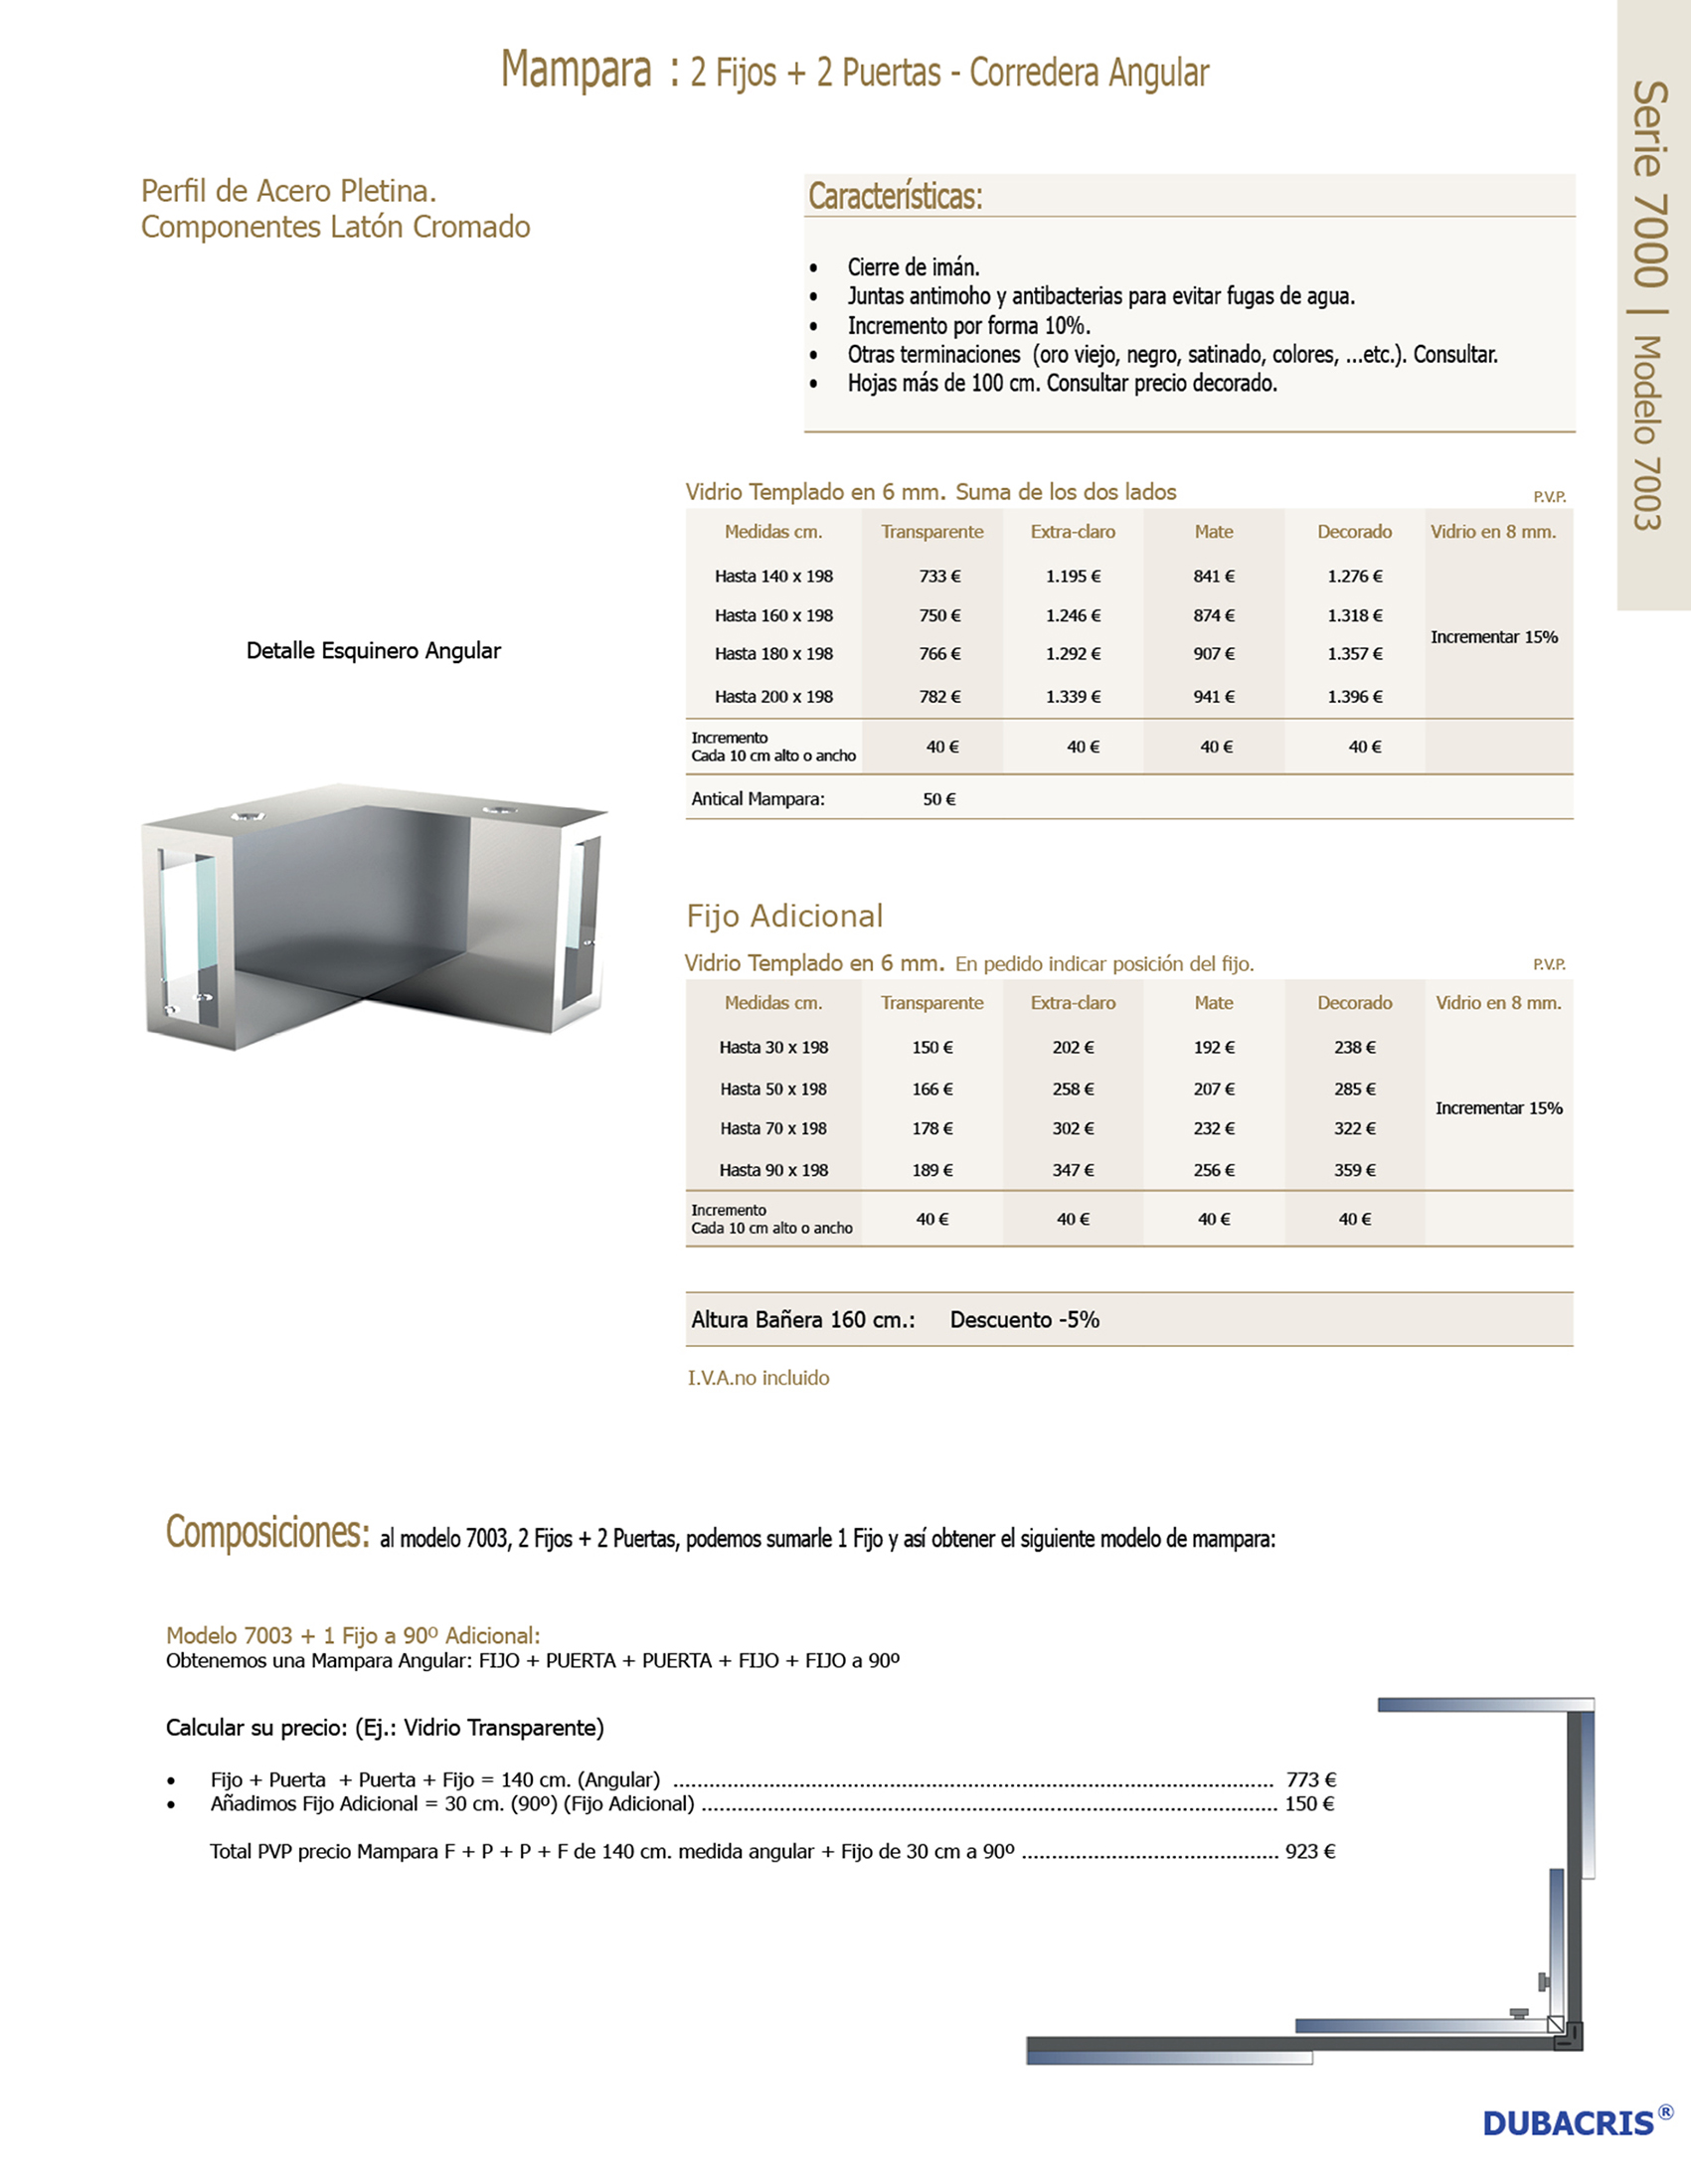 Mampara : 2 Fijos + 2 Puertas - Corredera Angular
Serie 7000 | Modelo 7003
Perfil de Acero Pletina.
Componentes Latón Cromado
Características:
• Cierre de imán.
• Juntas antimoho y antibacterias para evitar fugas de agua.
• Incremento por forma 10%.
• Otras terminaciones (oro viejo, negro, satinado, colores, ...etc.). Consultar.
• Hojas más de 100 cm. Consultar precio decorado.
Vidrio Templado en 6 mm. Suma de los dos lados P.V.P.
Medidas cm. Transparente Extra-claro Mate Decorado Vidrio en 8 mm.
Hasta 140 x 198 733 € 1.195 € 841 € 1.276 €
Hasta 160 x 198 750 € 1.246 € 874 € 1.318 €
Incrementar 15%
Hasta 180 x 198 766 € 1.292 € 907 € 1.357 €
Hasta 200 x 198 782 € 1.339 € 941 € 1.396 €
Incremento
Cada 10 cm alto o ancho 40 € 40 € 40 € 40 €
Antical Mampara: 50 €
Detalle Esquinero Angular
Fijo Adicional
Vidrio Templado en 6 mm. En pedido indicar posición del fijo. P.V.P.
Medidas cm. Transparente Extra-claro Mate Decorado Vidrio en 8 mm.
Hasta 30 x 198 150 € 202 € 192 € 238 €
Hasta 50 x 198 166 € 258 € 207 € 285 €
Incrementar 15%
Hasta 70 x 198 178 € 302 € 232 € 322 €
Hasta 90 x 198 189 € 347 € 256 € 359 €
Incremento
Cada 10 cm alto o ancho 40 € 40 € 40 € 40 €
Altura Bañera 160 cm.: Descuento -5%
I.V.A.no incluido
Composiciones: al modelo 7003, 2 Fijos + 2 Puertas, podemos sumarle 1 Fijo y así obtener el siguiente modelo de mampara:
Modelo 7003 + 1 Fijo a 90º Adicional:
Obtenemos una Mampara Angular: FIJO + PUERTA + PUERTA + FIJO + FIJO a 90º
Calcular su precio: (Ej.: Vidrio Transparente)
• Fijo + Puerta + Puerta + Fijo = 140 cm. (Angular) ........ 773 €
• Añadimos Fijo Adicional = 30 cm. (90º) (Fijo Adicional) ........ 150 €
Total PVP precio Mampara F + P + P + F de 140 cm. medida angular + Fijo de 30 cm a 90º ........ 923 €
DUBACRIS®